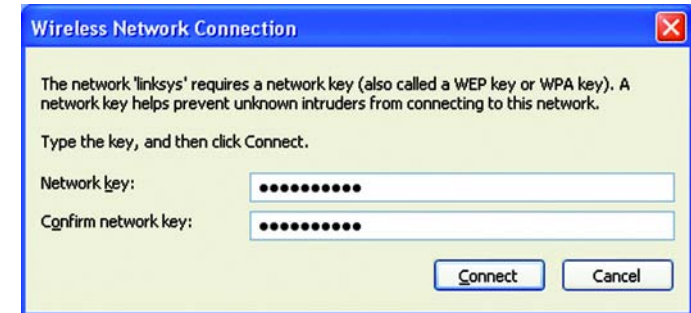 Wireless Network Connection
The network 'linksys' requires a network key (also called a WEP key or WPA key). A
network key helps prevent unknown intruders from connecting to this network.
Type the key, and then click Connect.
Network key:
••••••••••
Confirm network key:
••••••••••
Connect
Cancel